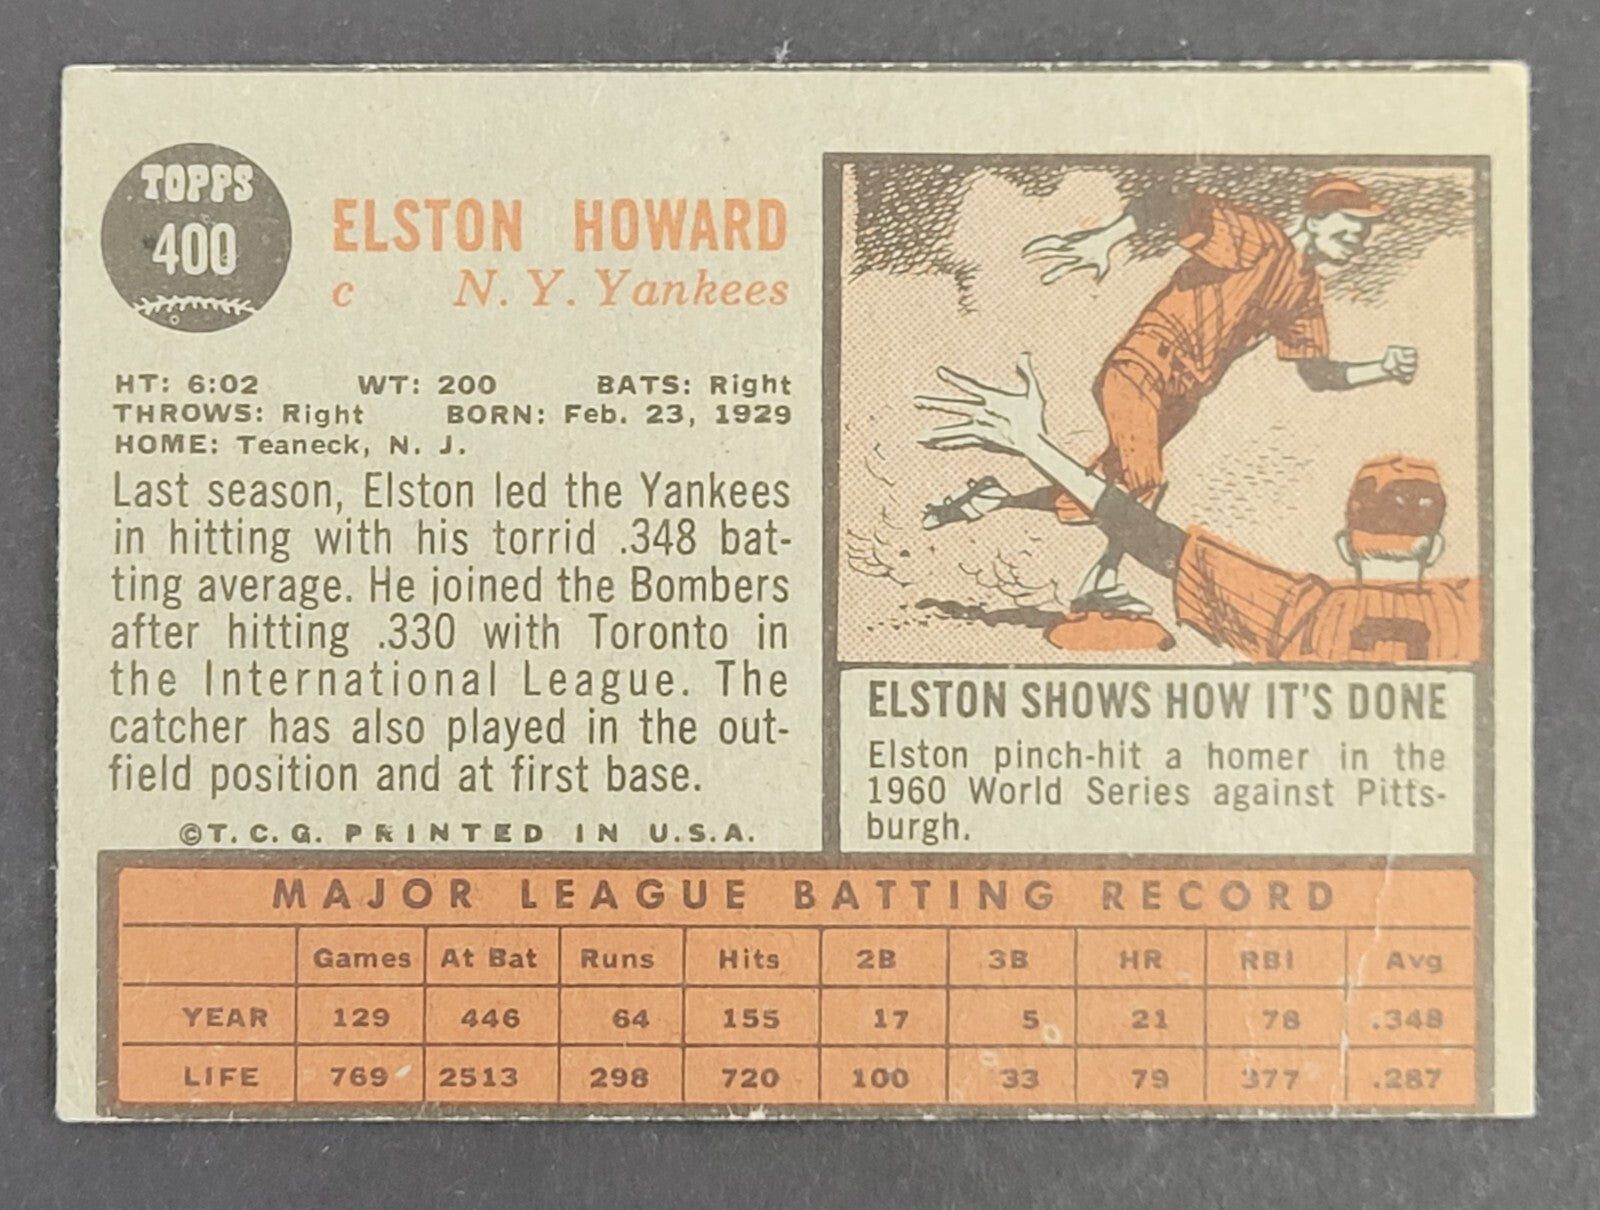 TOPPS
400
ELSTON HOWARD
c N. Y. Yankees
HT: 6:02 WT: 200 BATS: Right
THROWS: Right BORN: Feb. 23, 1929
HOME: Teaneck, N. J.
Last season, Elston led the Yankees
in hitting with his torrid .348 bat-
ting average. He joined the Bombers
after hitting .330 with Toronto in
the International League. The
catcher has also played in the out-
field position and at first base.
©T. C. G. PRINTED IN U.S.A.
ELSTON SHOWS HOW IT'S DONE
Elston pinch-hit a homer in the
1960 World Series against Pitts-
burgh.
MAJOR LEAGUE BATTING RECORD
Games At Bat Runs Hits 2B 3B HR RBI Avg
YEAR 129 446 64 155 17 5 21 78 .348
LIFE 769 2513 298 720 100 33 79 377 .287